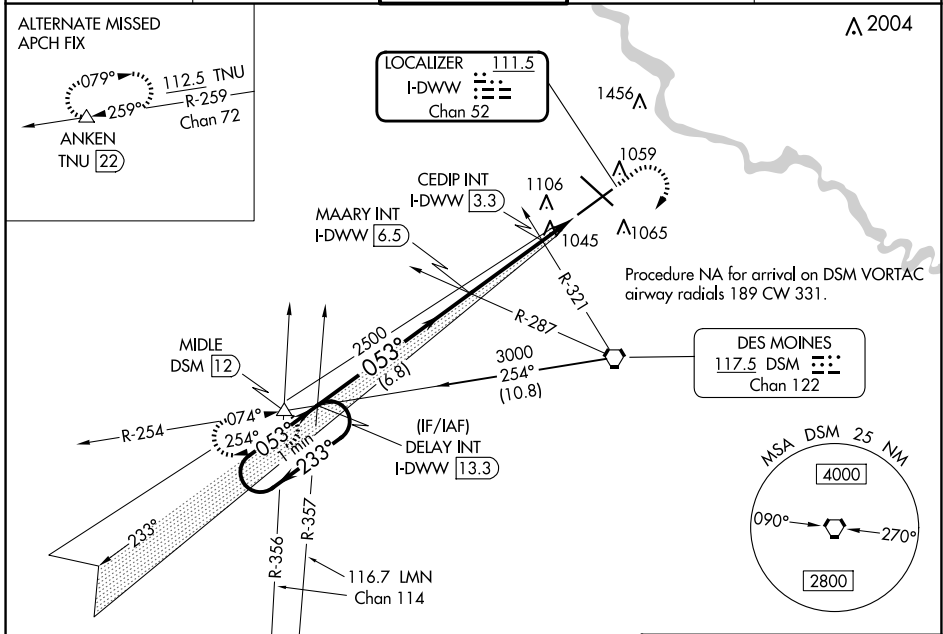 ALTERNATE MISSED
APCH FIX
079°
112.5 TNU
R-259
259°
Chan 72
ANKEN
TNU 22
LOCALIZER 111.5
I-DWW
Chan 52
2004
1456
1059
1106
1045
1065
CEDIP INT
I-DWW 3.3
MAARY INT
I-DWW 6.5
R-321
R-287
Procedure NA for arrival on DSM VORTAC
airway radials 189 CW 331.
DES MOINES
117.5 DSM
Chan 122
2500
053°
(6.8)
3000
254°
(10.8)
MIDLE
DSM 12
R-254
074°
254°
053°
1 min
233°
(IF/IAF)
DELAY INT
I-DWW 13.3
233°
R-356
R-357
116.7 LMN
Chan 114
MSA DSM 25 NM
4000
090°
270°
2800